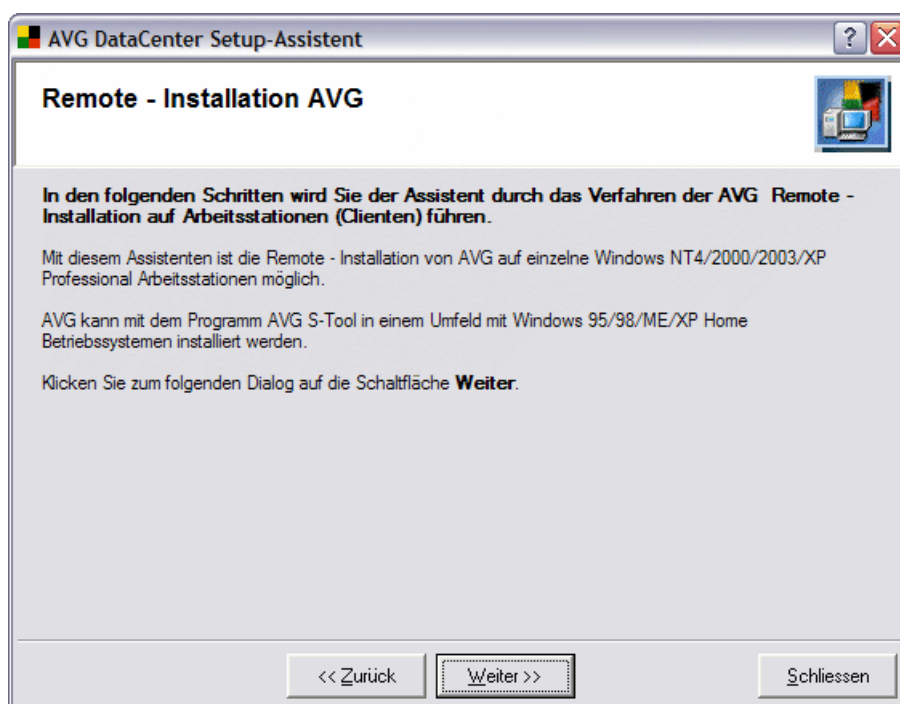 AVG DataCenter Setup-Assistent
Remote - Installation AVG
In den folgenden Schritten wird Sie der Assistent durch das Verfahren der AVG Remote -
Installation auf Arbeitsstationen (Clienten) führen.
Mit diesem Assistenten ist die Remote - Installation von AVG auf einzelne Windows NT4/2000/2003/XP
Professional Arbeitsstationen möglich.
AVG kann mit dem Programm AVG S-Tool in einem Umfeld mit Windows 95/98/ME/XP Home
Betriebssystemen installiert werden.
Klicken Sie zum folgenden Dialog auf die Schaltfläche Weiter.
<< Zurück Weiter >> Schliessen